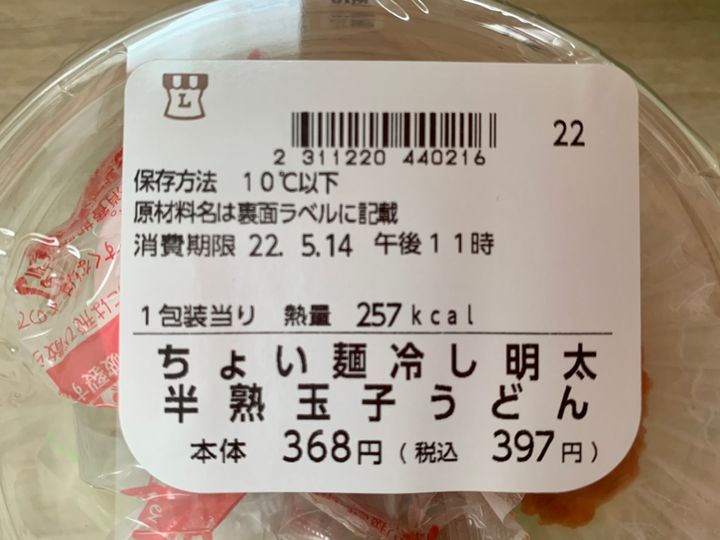 L
22
2 311220 440216
保存方法 10℃以下
原材料名は裏面ラベルに記載
消費期限 22. 5.14 午後11時
1包装当り 熱量 257kcal
ちょい麺冷し明太
半熟玉子うどん
本体 368円(税込 397円)